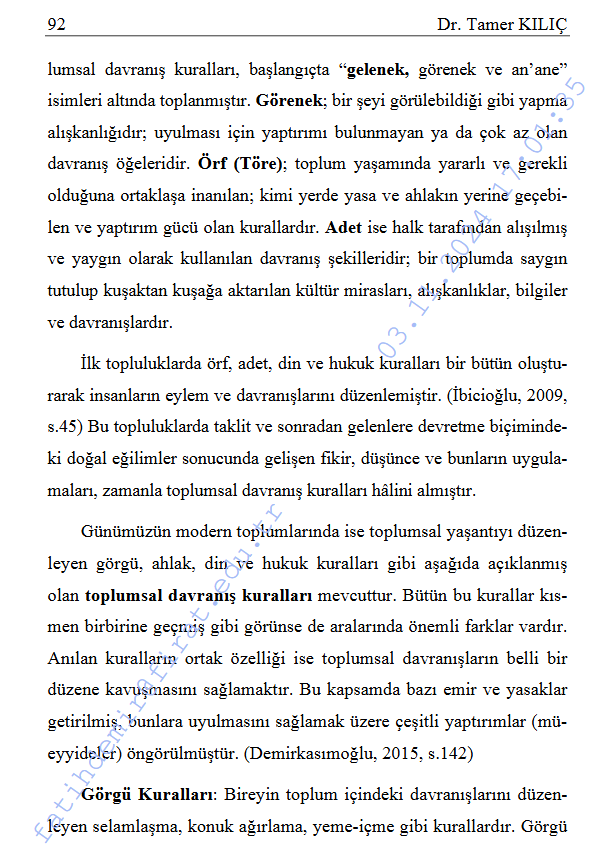 92 Dr. Tamer KILIÇ
lumsal davranış kuralları, başlangıçta “gelenek, görenek ve an’ane”
isimleri altında toplanmıştır. Görenek; bir şeyi görülebildiği gibi yapma
alışkanlığıdır; uyulması için yaptırımı bulunmayan ya da çok az olan
davranış öğeleridir. Örf (Töre); toplum yaşamında yararlı ve gerekli
olduğuna ortaklaşa inanılan; kimi yerde yasa ve ahlakın yerine geçebi-
len ve yaptırım gücü olan kurallardır. Adet ise halk tarafından alışılmış
ve yaygın olarak kullanılan davranış şekilleridir; bir toplumda saygın
tutulup kuşaktan kuşağa aktarılan kültür mirasları, alışkanlıklar, bilgiler
ve davranışlardır.
İlk topluluklarda örf, adet, din ve hukuk kuralları bir bütün oluştu-
rarak insanların eylem ve davranışlarını düzenlemiştir. (İbicioğlu, 2009,
s.45) Bu topluluklarda taklit ve sonradan gelenlere devretme biçiminde-
ki doğal eğilimler sonucunda gelişen fikir, düşünce ve bunların uygula-
maları, zamanla toplumsal davranış kuralları hâlini almıştır.
Günümüzün modern toplumlarında ise toplumsal yaşantıyı düzen-
leyen görgü, ahlak, din ve hukuk kuralları gibi aşağıda açıklanmış
olan toplumsal davranış kuralları mevcuttur. Bütün bu kurallar kıs-
men birbirine geçmiş gibi görünse de aralarında önemli farklar vardır.
Anılan kuralların ortak özelliği ise toplumsal davranışların belli bir
düzene kavuşmasını sağlamaktır. Bu kapsamda bazı emir ve yasaklar
getirilmiş, bunlara uyulmasını sağlamak üzere çeşitli yaptırımlar (mü-
eyyideler) öngörülmüştür. (Demirkasımoğlu, 2015, s.142)
Görgü Kuralları: Bireyin toplum içindeki davranışlarını düzen-
leyen selamlaşma, konuk ağırlama, yeme-içme gibi kurallardır. Görgü
fatihdemirafirat.edu.tr
03.11.2024 17:01:35